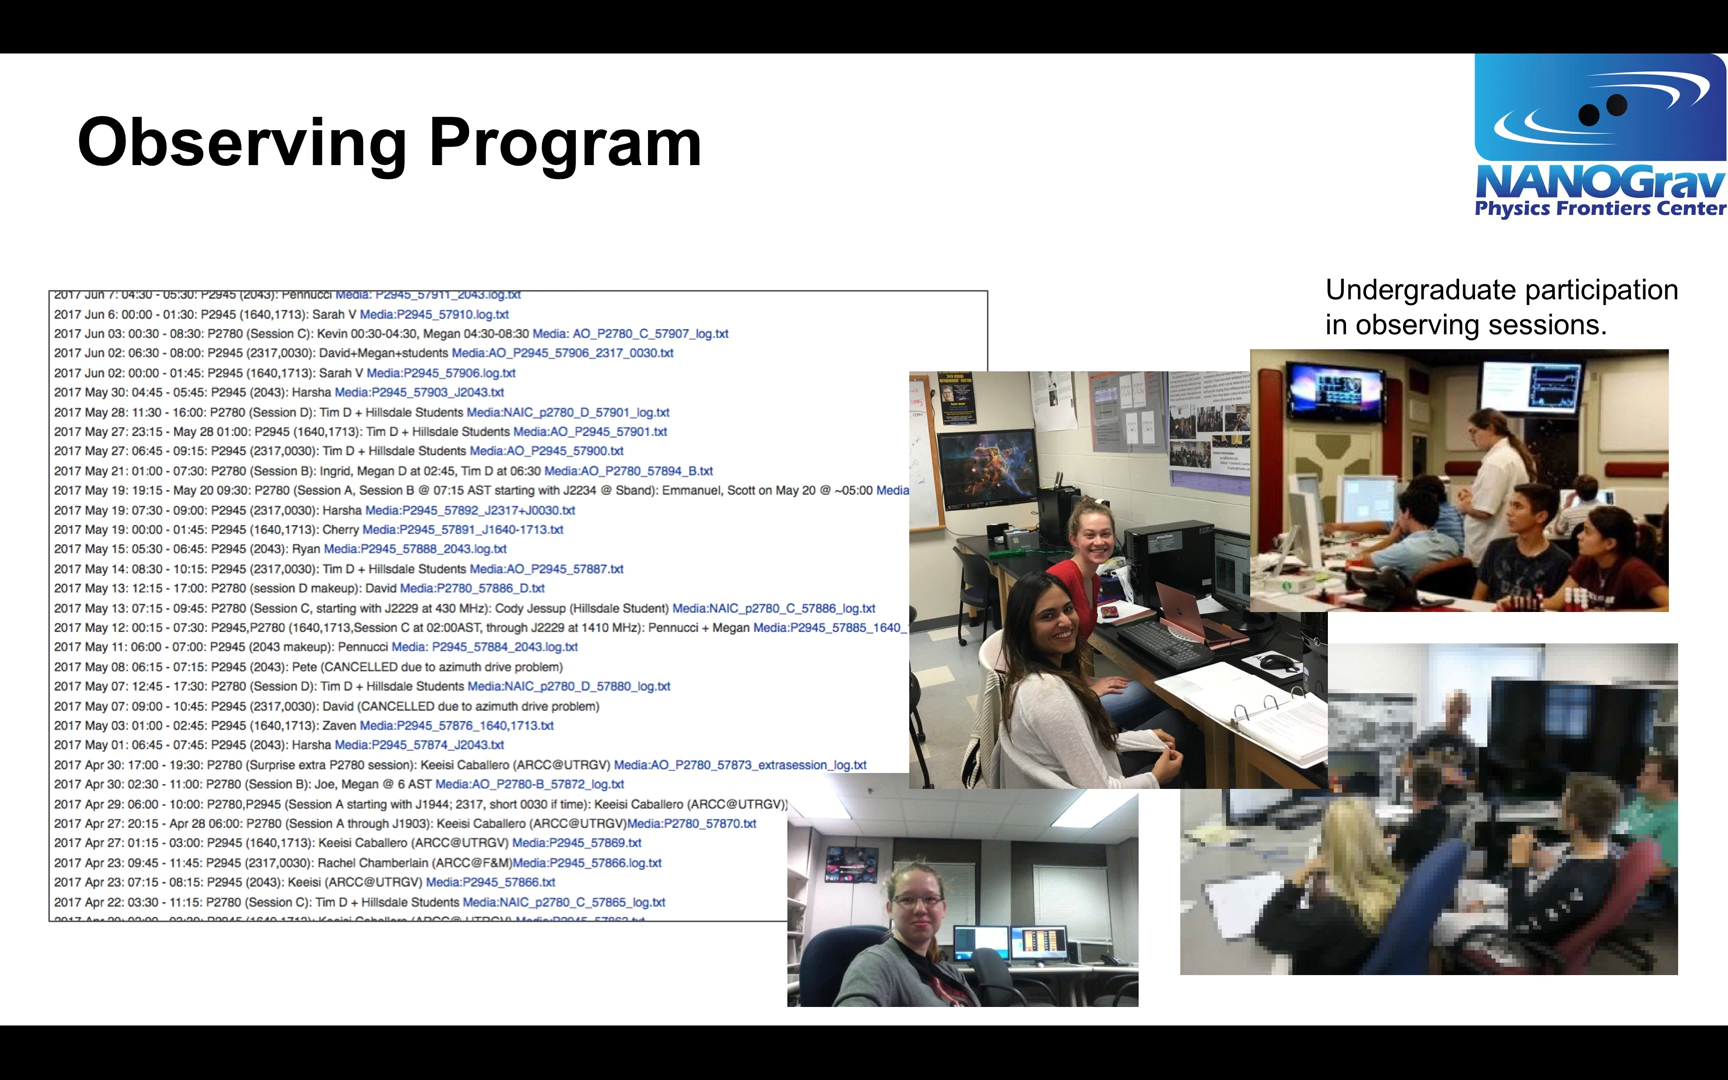 Observing Program
NANOGrav
Physics Frontiers Center
2017 Jun 7: 04:30 - 05:30: P2945 (2043): Pennucci Media: P2945_57911_2043.log.txt
2017 Jun 6: 00:00 - 01:30: P2945 (1640,1713): Sarah V Media:P2945_57910.log.txt
2017 Jun 03: 00:30 - 08:30: P2780 (Session C): Kevin 00:30-04:30, Megan 04:30-08:30 Media: AO_P2780_C_57907_log.txt
2017 Jun 02: 06:30 - 08:00: P2945 (2317,0030): David+Megan+students Media:AO_P2945_57906_2317_0030.txt
2017 Jun 02: 00:00 - 01:45: P2945 (1640,1713): Sarah V Media:P2945_57906.log.txt
2017 May 30: 04:45 - 05:45: P2945 (2043): Harsha Media:P2945_57903_J2043.txt
2017 May 28: 11:30 - 16:00: P2780 (Session D): Tim D + Hillsdale Students Media:NAIC_p2780_D_57901_log.txt
2017 May 27: 23:15 - May 28 01:00: P2945 (1640,1713): Tim D + Hillsdale Students Media:AO_P2945_57901.txt
2017 May 27: 06:45 - 09:15: P2945 (2317,0030): Tim D + Hillsdale Students Media:AO_P2945_57900.txt
2017 May 21: 01:00 - 07:30: P2780 (Session B): Ingrid, Megan D at 02:45, Tim D at 06:30 Media:AO_P2780_57894_B.txt
2017 May 19: 19:15 - May 20 09:30: P2780 (Session A, Session B @ 07:15 AST starting with J2234 @ Sband): Emmanuel, Scott on May 20 @ ~05:00 Media
2017 May 19: 07:30 - 09:00: P2945 (2317,0030): Harsha Media:P2945_57892_J2317+J0030.txt
2017 May 19: 00:00 - 01:45: P2945 (1640,1713): Cherry Media:P2945_57891_J1640-1713.txt
2017 May 15: 05:30 - 06:45: P2945 (2043): Ryan Media:P2945_57888_2043.log.txt
2017 May 14: 08:30 - 10:15: P2945 (2317,0030): Tim D + Hillsdale Students Media:AO_P2945_57887.txt
2017 May 13: 12:15 - 17:00: P2780 (session D makeup): David Media:P2780_57886_D.txt
2017 May 13: 07:15 - 09:45: P2780 (Session C, starting with J2229 at 430 MHz): Cody Jessup (Hillsdale Student) Media:NAIC_p2780_C_57886_log.txt
2017 May 12: 00:15 - 07:30: P2945,P2780 (1640,1713,Session C at 02:00AST, through J2229 at 1410 MHz): Pennucci + Megan Media:P2945_57885_1640_
2017 May 11: 06:00 - 07:00: P2945 (2043 makeup): Pennucci Media: P2945_57884_2043.log.txt
2017 May 08: 06:15 - 07:15: P2945 (2043): Pete (CANCELLED due to azimuth drive problem)
2017 May 07: 12:45 - 17:30: P2780 (Session D): Tim D + Hillsdale Students Media:NAIC_p2780_D_57880_log.txt
2017 May 07: 09:00 - 10:45: P2945 (2317,0030): David (CANCELLED due to azimuth drive problem)
2017 May 03: 01:00 - 02:45: P2945 (1640,1713): Zaven Media:P2945_57876_1640,1713.txt
2017 May 01: 06:45 - 07:45: P2945 (2043): Harsha Media:P2945_57874_J2043.txt
2017 Apr 30: 17:00 - 19:30: P2780 (Surprise extra P2780 session): Keeisi Caballero (ARCC@UTRGV) Media:AO_P2780_57873_extrasession_log.txt
2017 Apr 30: 02:30 - 11:00: P2780 (Session B): Joe, Megan @ 6 AST Media:AO_P2780-B_57872_log.txt
2017 Apr 29: 06:00 - 10:00: P2780,P2945 (Session A starting with J1944; 2317, short 0030 if time): Keeisi Caballero (ARCC@UTRGV))
2017 Apr 27: 20:15 - Apr 28 06:00: P2780 (Session A through J1903): Keeisi Caballero (ARCC@UTRGV)Media:P2780_57870.txt
2017 Apr 27: 01:15 - 03:00: P2945 (1640,1713): Keeisi Caballero (ARCC@UTRGV) Media:P2945_57869.txt
2017 Apr 23: 09:45 - 11:45: P2945 (2317,0030): Rachel Chamberlain (ARCC@F&M)Media:P2945_57866.log.txt
2017 Apr 23: 07:15 - 08:15: P2945 (2043): Keeisi (ARCC@UTRGV) Media:P2945_57866.txt
2017 Apr 22: 03:30 - 11:15: P2780 (Session C): Tim D + Hillsdale Students Media:NAIC_p2780_C_57865_log.txt
Undergraduate participation
in observing sessions.